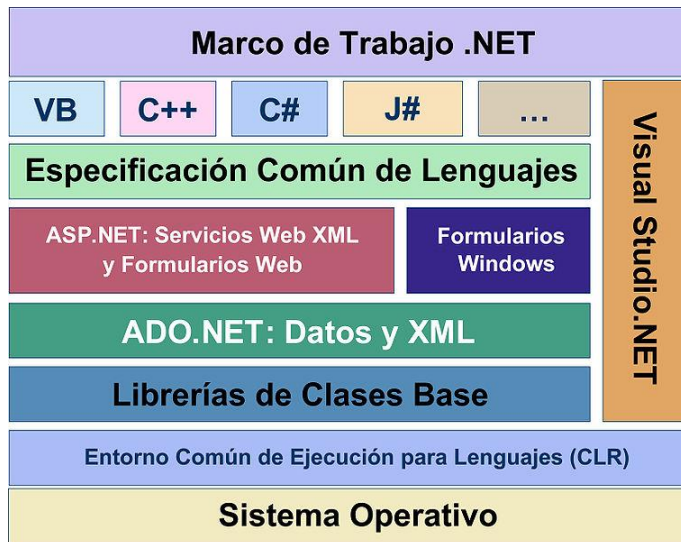 Marco de Trabajo .NET
VB
C++
C#
J#
...
Visual Studio.NET
Especificación Común de Lenguajes
ASP.NET: Servicios Web XML
y Formularios Web
Formularios
Windows
ADO.NET: Datos y XML
Librerías de Clases Base
Entorno Común de Ejecución para Lenguajes (CLR)
Sistema Operativo